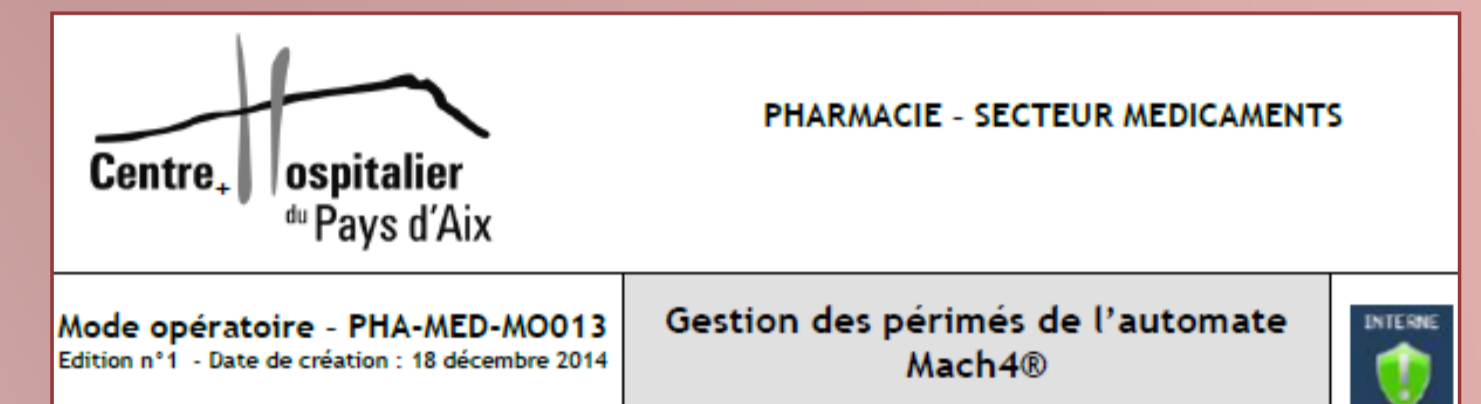 Centre+ Hospitalier
du Pays d'Aix
PHARMACIE - SECTEUR MEDICAMENTS
Mode opératoire - PHA-MED-MO013
Edition n°1 - Date de création : 18 décembre 2014
Gestion des périmés de l'automate
Mach4®
INTERNE